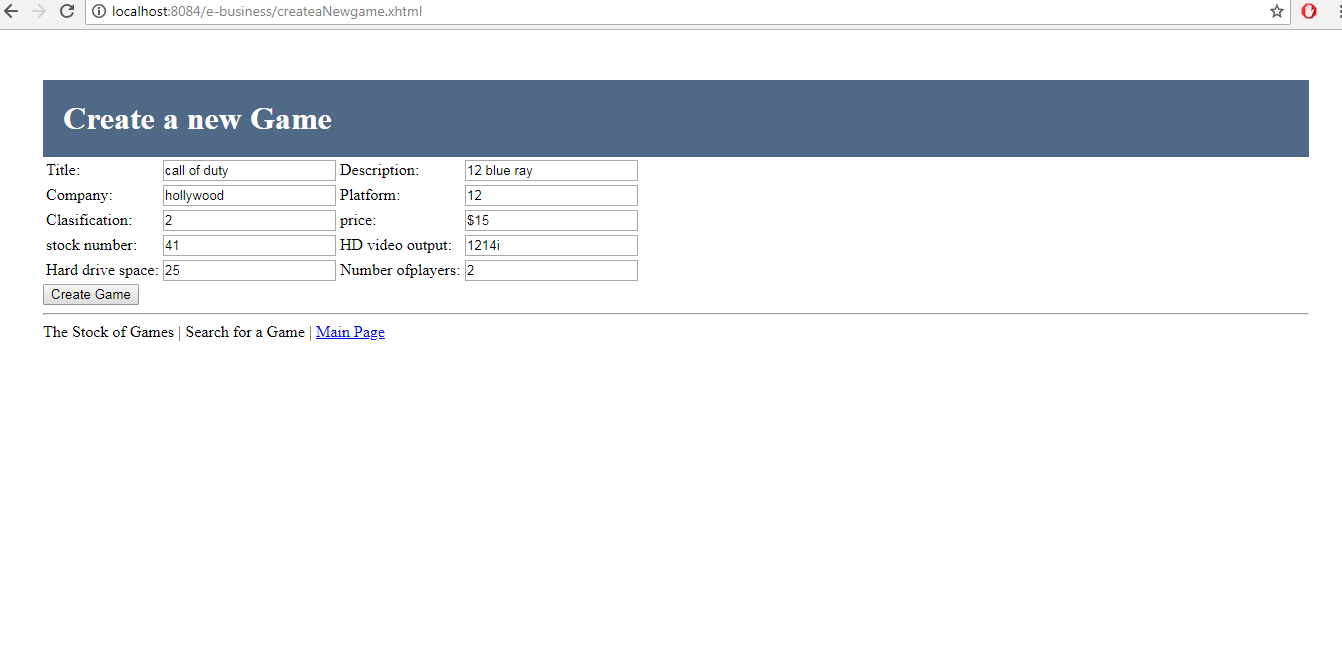 localhost:8084/e-business/createaNewgame.xhtml
Create a new Game
Title: call of duty Description: 12 blue ray
Company: hollywood Platform: 12
Clasification: 2 price: $15
stock number: 41 HD video output: 1214i
Hard drive space: 25 Number ofplayers: 2
Create Game
The Stock of Games | Search for a Game | Main Page